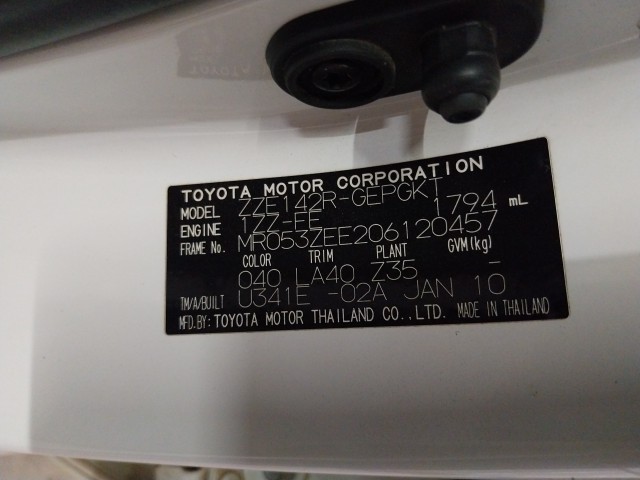 TOYOTA MOTOR CORPORATION
MODEL ZZE142R-GEPGKT
ENGINE 1ZZ-FE 1794 mL
FRAME No. MR053ZEE206120457
COLOR TRIM PLANT GVM(kg)
040 LA40 Z35 –
TM/A/BUILT U341E -02A JAN 10
MFD.BY: TOYOTA MOTOR THAILAND CO.,LTD. MADE IN THAILAND